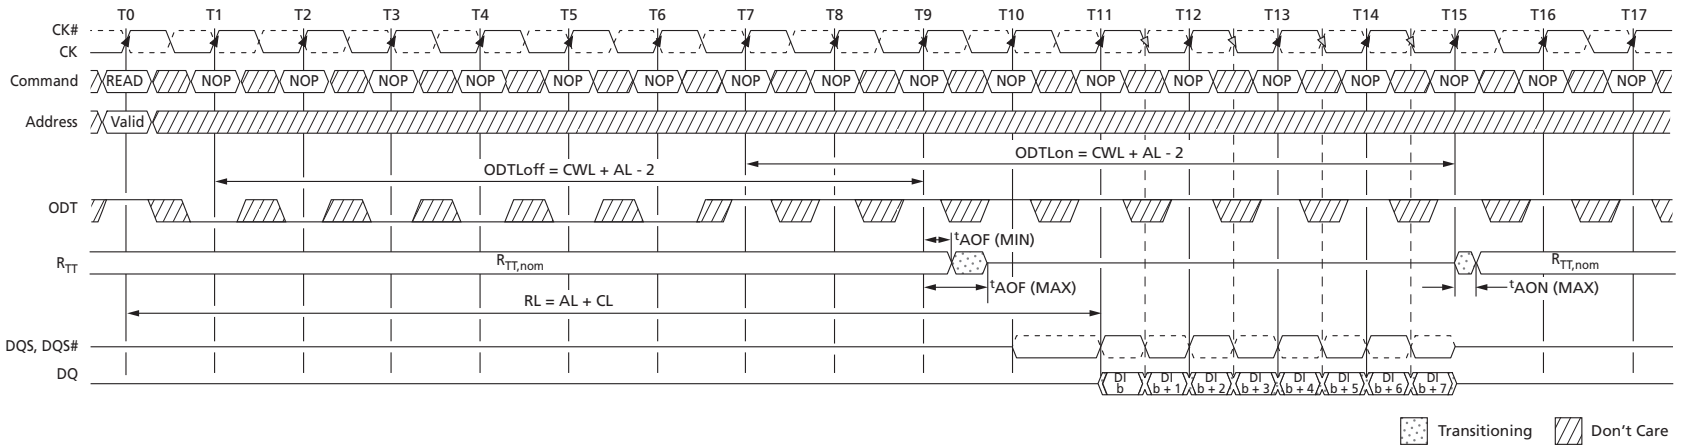 T0 T1 T2 T3 T4 T5 T6 T7 T8 T9 T10 T11 T12 T13 T14 T15 T16 T17
CK#
CK
Command READ NOP NOP NOP NOP NOP NOP NOP NOP NOP NOP NOP NOP NOP NOP NOP NOP NOP
Address Valid
ODTLon = CWL + AL - 2
ODTLoff = CWL + AL - 2
ODT
tAOF (MIN)
RTT RTT,nom RTT,nom
tAOF (MAX) tAON (MAX)
RL = AL + CL
DQS, DQS#
DQ DI b DI b + 1 DI b + 2 DI b + 3 DI b + 4 DI b + 5 DI b + 6 DI b + 7
Transitioning Don't Care